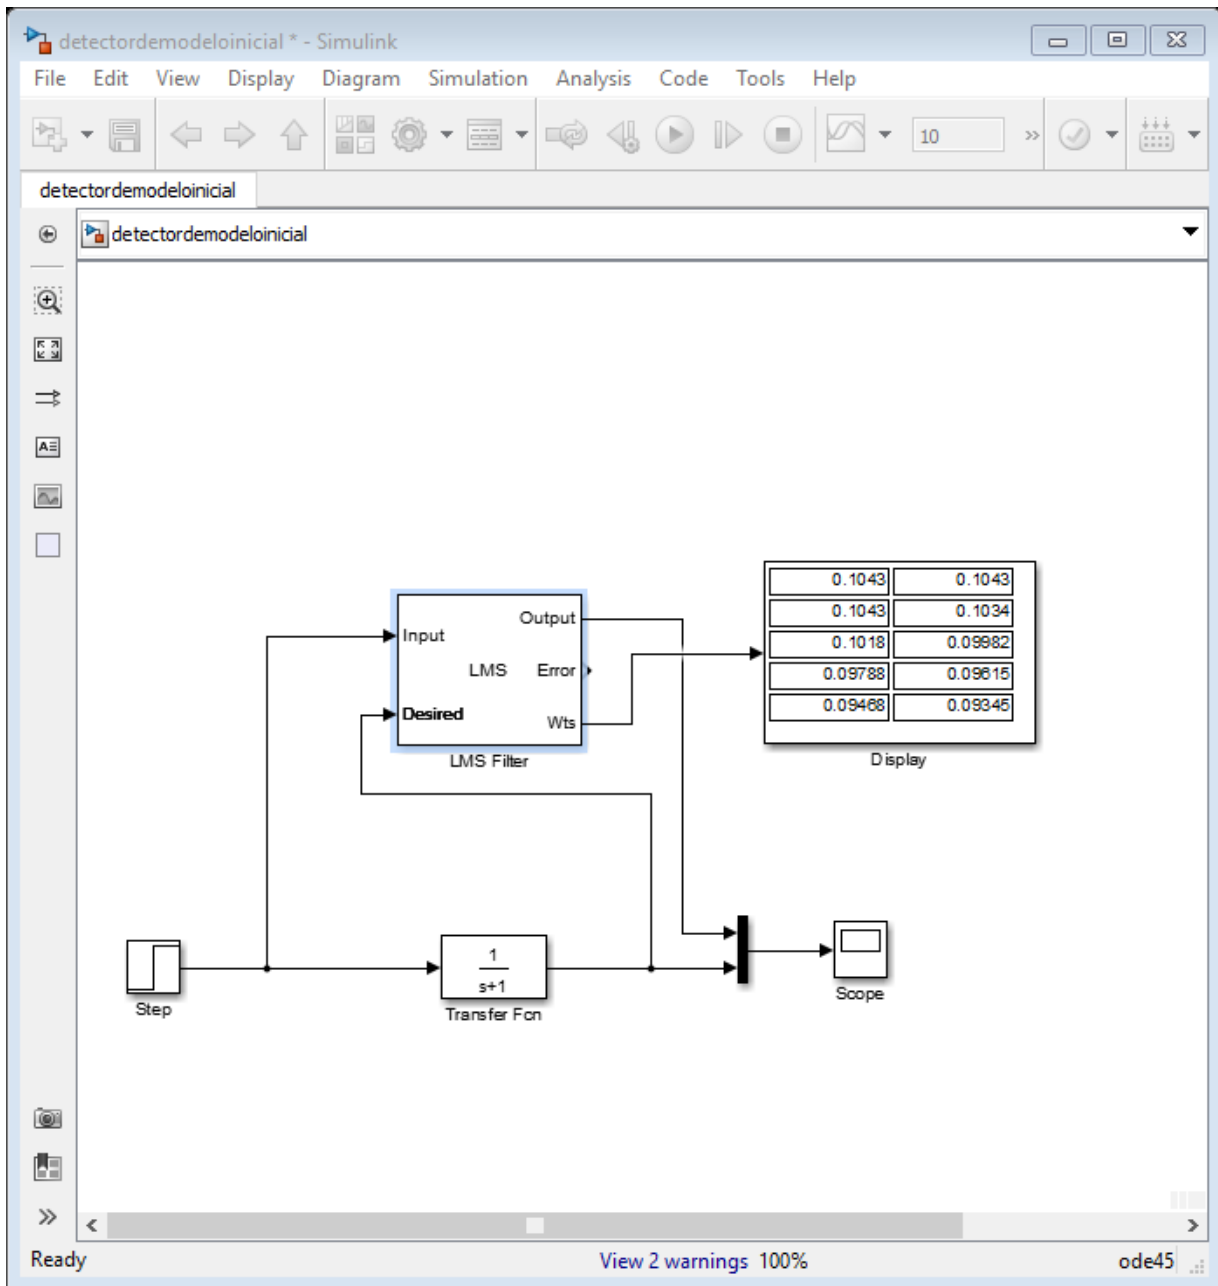 detectordemodeloinicial * - Simulink
File Edit View Display Diagram Simulation Analysis Code Tools Help
10
detectordemodeloinicial
detectordemodeloinicial
Input
Output
LMS
Error
Desired
Wts
LMS Filter
0.1043 0.1043
0.1043 0.1034
0.1018 0.09982
0.09788 0.09615
0.09468 0.09345
Display
Step
1
s+1
Transfer Fcn
Scope
Ready View 2 warnings 100% ode45